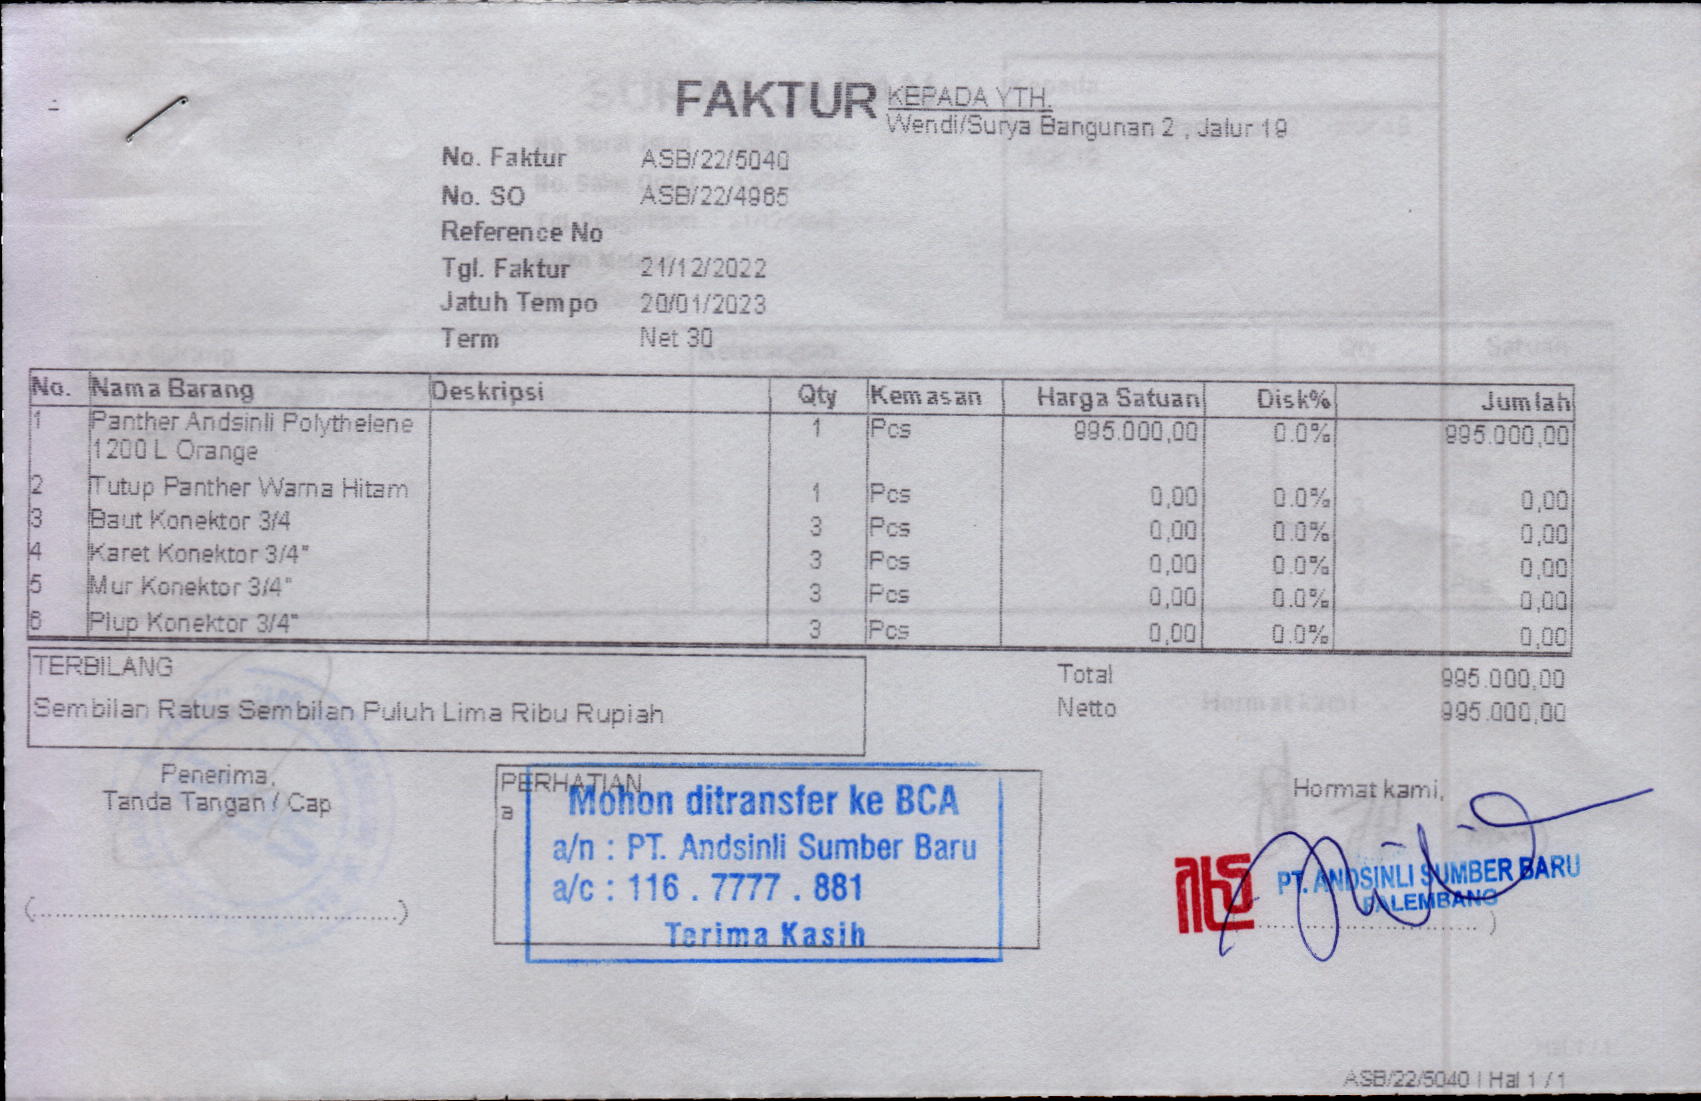 FAKTUR
KEPADA YTH.
Wendi/Surya Bangunan 2 , Jalur 19
No. Faktur ASB/22/5040
No. SO ASB/22/4965
Reference No
Tgl. Faktur 21/12/2022
Jatuh Tempo 20/01/2023
Term Net 30
No. Nama Barang Deskripsi Qty Kemasan Harga Satuan Disk% Jumlah
1 Panther Andsinli Polythelene 1 Pcs 995.000,00 0.0% 995.000,00
1200 L Orange
2 Tutup Panther Warna Hitam 1 Pcs 0,00 0.0% 0,00
3 Baut Konektor 3/4 3 Pcs 0,00 0.0% 0,00
4 Karet Konektor 3/4" 3 Pcs 0,00 0.0% 0,00
5 Mur Konektor 3/4" 3 Pcs 0,00 0.0% 0,00
6 Plup Konektor 3/4" 3 Pcs 0,00 0.0% 0,00
TERBILANG
Sembilan Ratus Sembilan Puluh Lima Ribu Rupiah
Total 995.000,00
Netto 995.000,00
Penerima,
Tanda Tangan / Cap
PERHATIAN
a
Mohon ditransfer ke BCA
a/n : PT. Andsinli Sumber Baru
a/c : 116 . 7777 . 881
Terima Kasih
Hormat kami,
PT. ANDSINLI SUMBER BARU
PALEMBANG
ASB/22/5040 | Hal 1 / 1